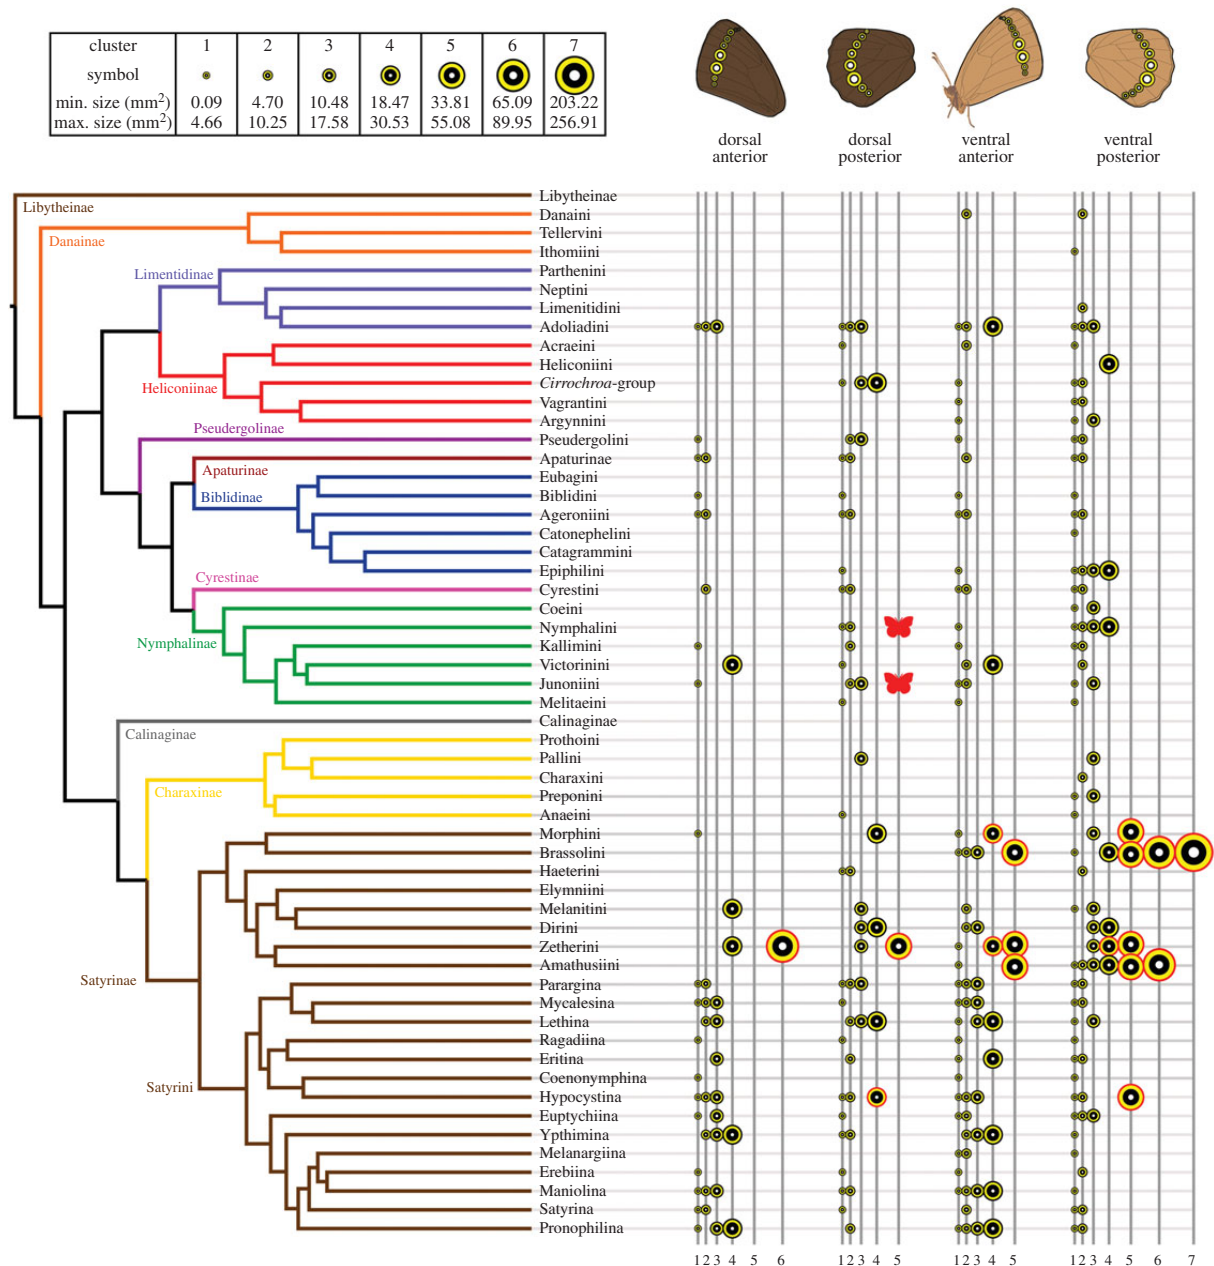 cluster 1 2 3 4 5 6 7
symbol
min. size (mm²) 0.09 4.70 10.48 18.47 33.81 65.09 203.22
max. size (mm²) 4.66 10.25 17.58 30.53 55.08 89.95 256.91
dorsal anterior
dorsal posterior
ventral anterior
ventral posterior
Libytheinae
Libytheinae
Danaini
Danainae
Tellervini
Ithomiini
Limentidinae
Parthenini
Neptini
Limenitidini
Adoliadini
Acraeini
Heliconiini
Heliconiinae
Cirrochroa-group
Vagrantini
Argynnini
Pseudergolinae
Pseudergolini
Apaturinae
Apaturinae
Eubagini
Biblidinae
Biblidini
Ageroniini
Catonephelini
Catagrammini
Epiphilini
Cyrestinae
Cyrestini
Coeini
Nymphalini
Nymphalinae
Kallimini
Victorinini
Junoniini
Melitaeini
Calinaginae
Calinaginae
Prothoini
Pallini
Charaxini
Charaxinae
Preponini
Anaeini
Morphini
Brassolini
Haeterini
Elymniini
Melanitini
Dirini
Zetherini
Amathusiini
Satyrinae
Parargina
Mycalesina
Lethina
Ragadiina
Eritina
Coenonymphina
Satyrini
Hypocystina
Euptychiina
Ypthimina
Melanargiina
Erebiina
Maniolina
Satyrina
Pronophilina
1 2 3 4 5 6
1 2 3 4 5
1 2 3 4 5
1 2 3 4 5 6 7